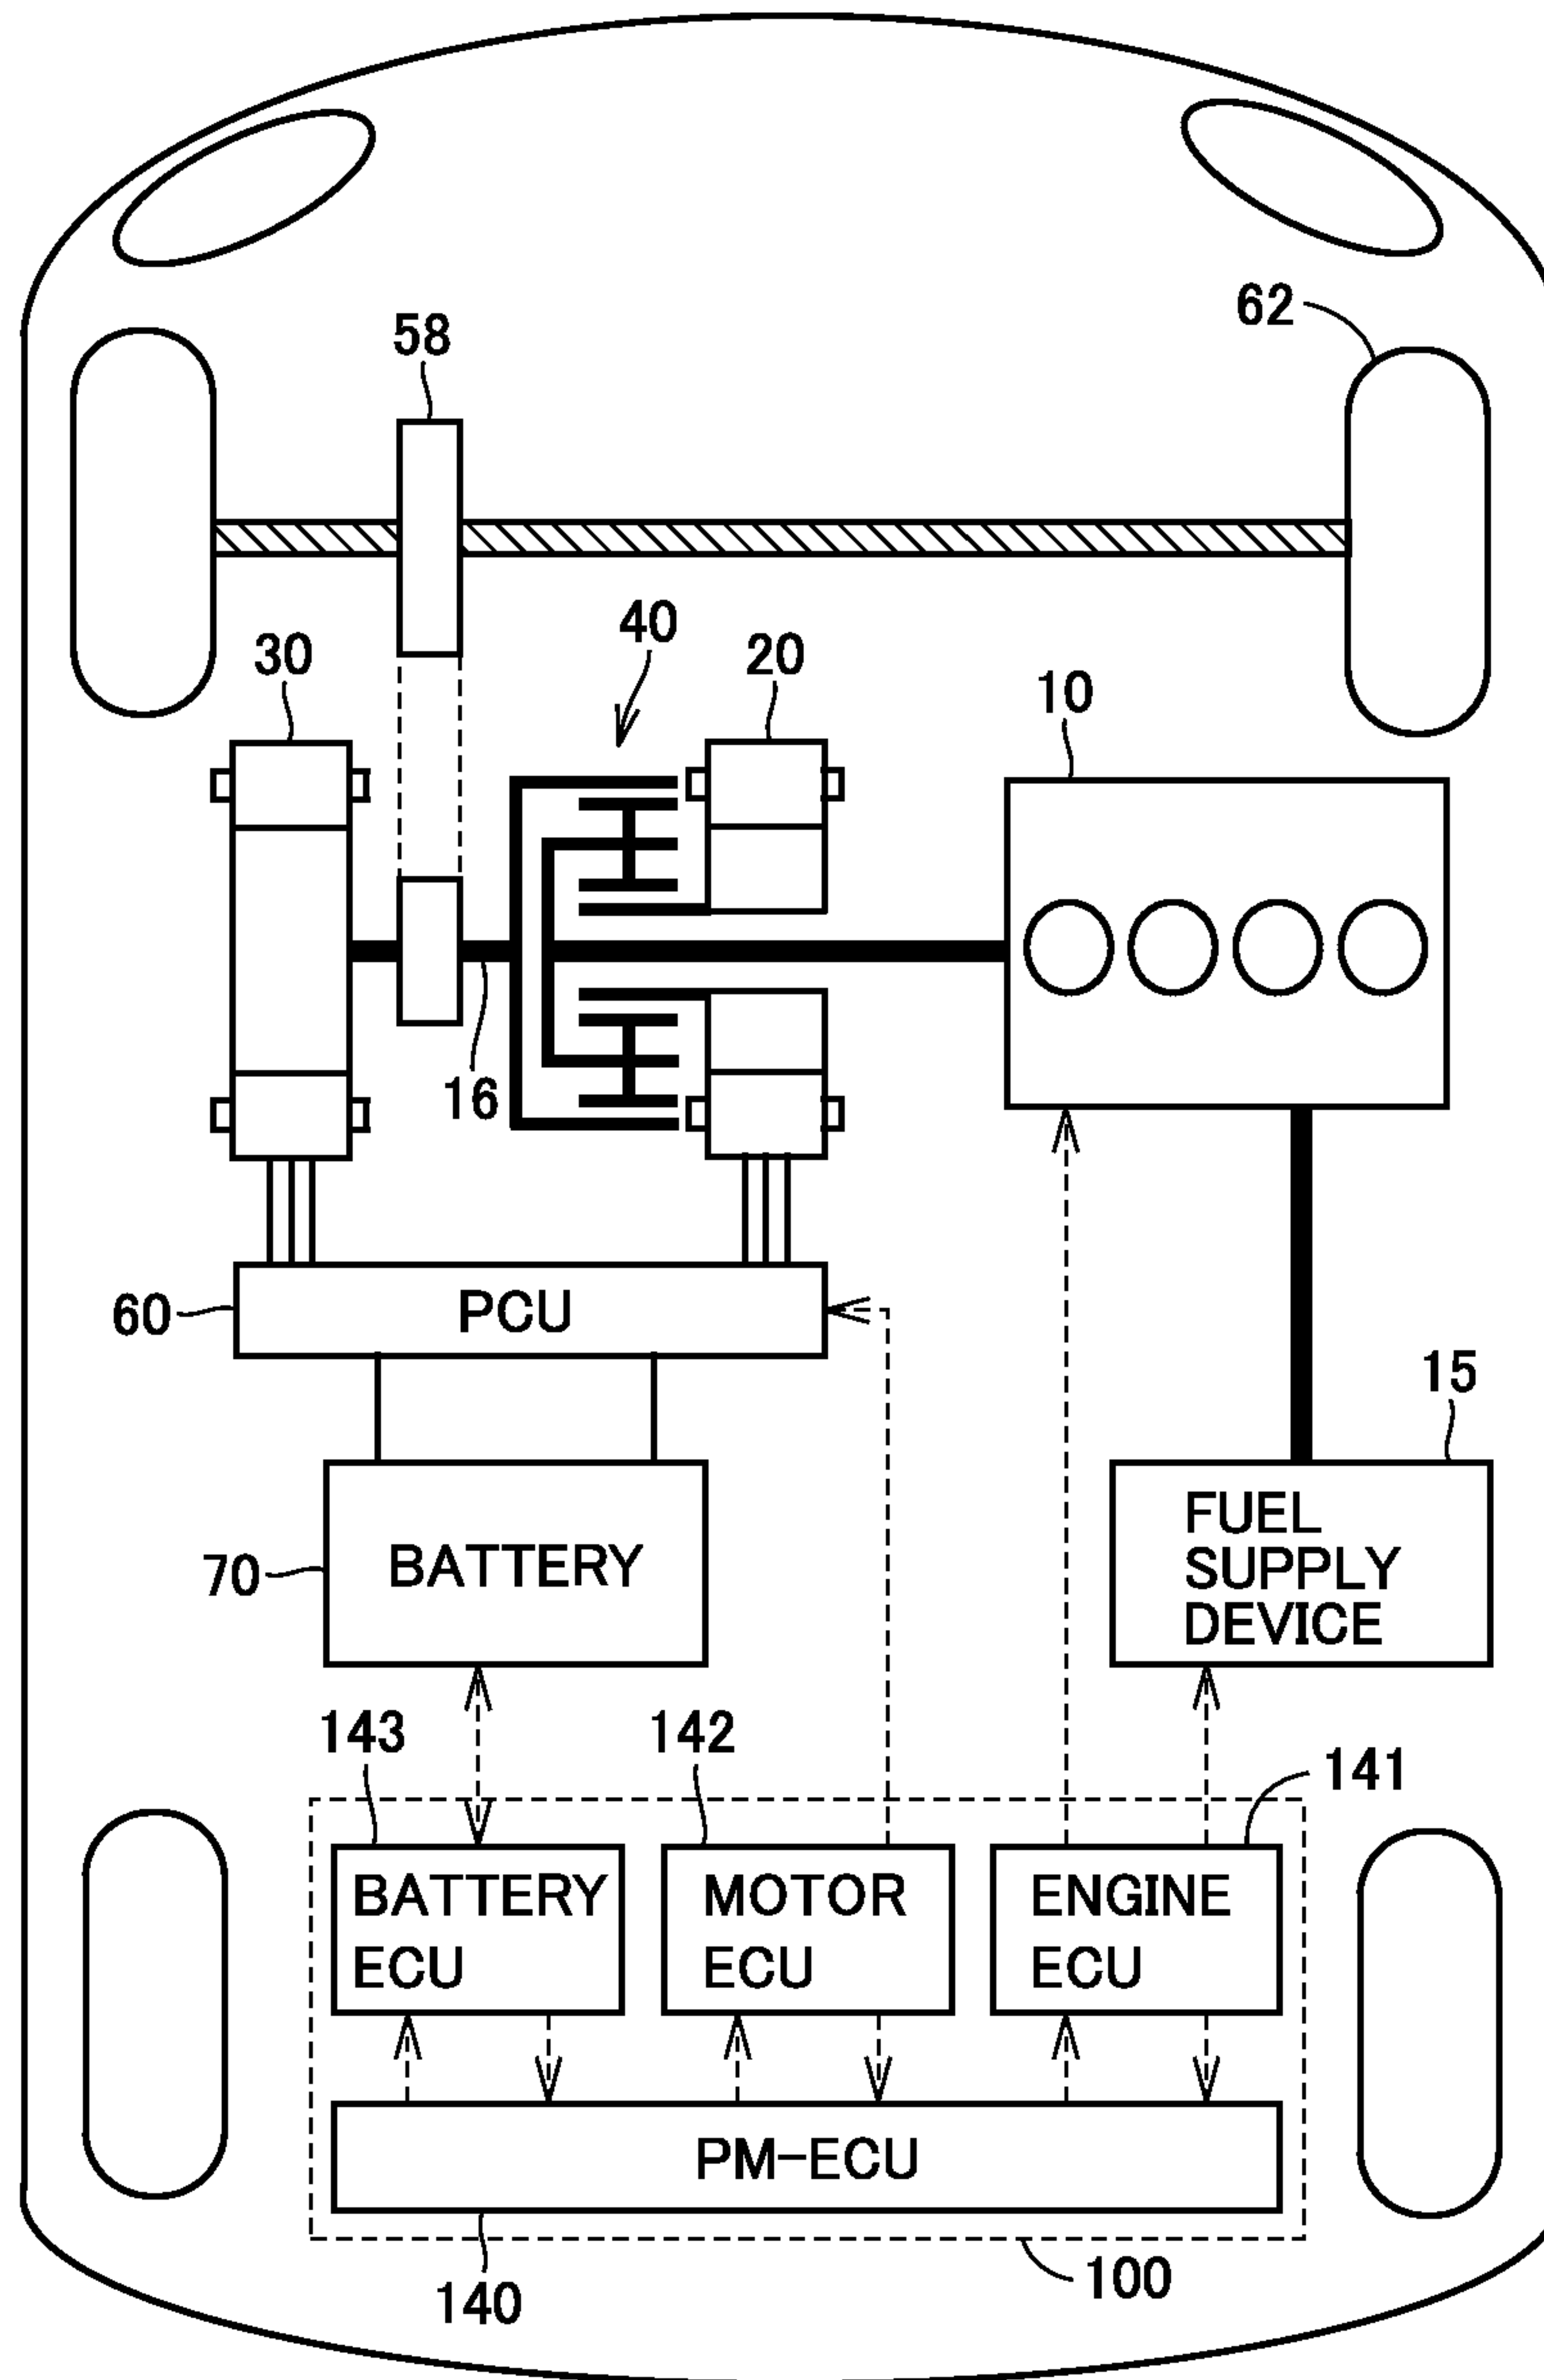 62
58
40
20
30
10
16
PCU
60
15
FUEL
SUPPLY
DEVICE
BATTERY
70
143
142
141
BATTERY
ECU
MOTOR
ECU
ENGINE
ECU
PM-ECU
100
140